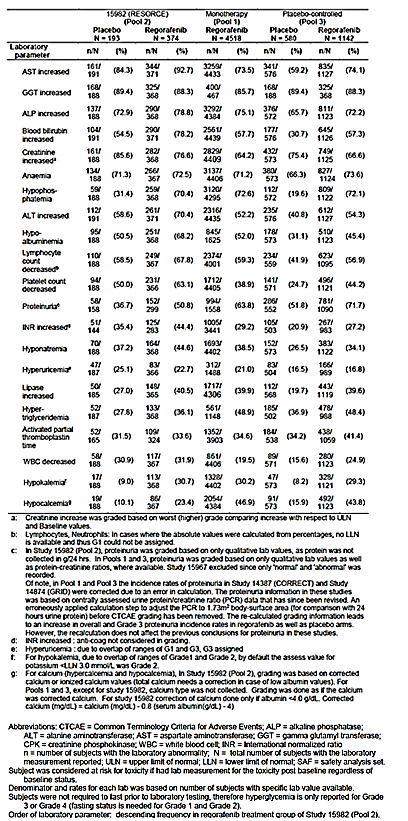 15982 (RESORCE) Monotherapy Placebo-controlled
(Pool 2) (Pool 1) (Pool 3)
Placebo Regorafenib Regorafenib Placebo Regorafenib
N = 193 N = 374 N = 4518 N = 580 N = 1142
Laboratory parameter n/N (%) n/N (%) n/N (%) n/N (%) n/N (%)
AST increased 161/191 (84.3) 344/371 (92.7) 3259/4433 (73.5) 341/576 (59.2) 835/1127 (74.1)
GGT increased 168/188 (89.4) 325/368 (88.3) 400/467 (85.7) 168/188 (89.4) 325/368 (88.3)
ALP increased 137/188 (72.9) 290/368 (78.8) 3292/4384 (75.1) 376/572 (65.7) 811/1122 (72.2)
Blood bilirubin increased 104/191 (54.5) 290/371 (78.2) 2561/4439 (57.7) 177/576 (30.7) 645/1126 (57.3)
Creatinine increasedª 161/188 (85.6) 282/368 (76.6) 2829/4409 (64.2) 432/573 (75.4) 749/1125 (66.6)
Anaemia 134/188 (71.3) 266/367 (72.5) 3137/4406 (71.2) 380/573 (66.3) 827/1124 (73.6)
Hypophos-phatemia 59/188 (31.4) 259/368 (70.4) 3120/4295 (72.6) 112/572 (19.6) 809/1122 (72.1)
ALT increased 112/191 (58.6) 261/371 (70.4) 2316/4435 (52.2) 235/576 (40.8) 612/1127 (54.3)
Hypo-albuminemia 95/188 (50.5) 251/368 (68.2) 845/1625 (52.0) 178/573 (31.1) 510/1123 (45.4)
Lymphocyte count decreasedb 110/188 (58.5) 249/367 (67.8) 2374/4001 (59.3) 234/559 (41.9) 623/1095 (56.9)
Platelet count decreased 94/188 (50.0) 231/366 (63.1) 1712/4405 (38.9) 141/571 (24.7) 496/1122 (44.2)
Proteinuriac 58/158 (36.7) 152/299 (50.8) 994/1558 (63.8) 286/552 (51.8) 781/1090 (71.7)
INR increasedd 51/144 (35.4) 125/283 (44.4) 1005/3441 (29.2) 105/503 (20.9) 267/983 (27.2)
Hyponatremia 70/188 (37.2) 164/368 (44.6) 1693/4402 (38.5) 152/573 (26.5) 383/1122 (34.1)
Hyperuricemiae 47/187 (25.1) 83/366 (22.7) 312/1488 (21.0) 83/504 (16.5) 166/989 (16.8)
Lipase increased 50/185 (27.0) 148/365 (40.5) 1717/4306 (39.9) 112/568 (19.7) 443/1119 (39.6)
Hyper-triglyceridemia 52/187 (27.8) 133/368 (36.1) 561/1148 (48.9) 185/502 (36.9) 478/988 (48.4)
Activated partial thromboplastin time 52/165 (31.5) 109/324 (33.6) 1352/3903 (34.6) 184/538 (34.2) 438/1059 (41.4)
WBC decreased 58/188 (30.9) 117/367 (31.9) 861/4406 (19.5) 89/571 (15.6) 280/1123 (24.9)
Hypokalemiaf 17/188 (9.0) 113/368 (30.7) 1328/4402 (30.2) 47/573 (8.2) 328/1121 (29.3)
Hypocalcemiag 19/188 (10.1) 86/367 (23.4) 2054/4384 (46.9) 91/573 (15.9) 492/1123 (43.8)
a: Creatinine increase was graded based on worst (higher) grade comparing increase with respect to ULN
and Baseline values.
b: Lymphocytes, Neutrophils: In cases where the absolute values were calculated from percentages, no LLN
is available and thus G1 could not be assigned.
c: In Study 15982 (Pool 2), proteinuria was graded based only on qualitative lab values, as protein was not
collected in g/24 hrs. In Pools 1 and 3, proteinuria was graded based only on qualitative lab values as well
as protein-creatinine ratios, where available. Study 15967 excluded since only 'normal' and 'abnormal' was
recorded.
Of note, in Pool 1 and Pool 3 the incidence rates of proteinuria in Study 14387 (CORRECT) and Study
14874 (GRID) were corrected due to an error in calculation. The proteinuria information in these studies
was based on centrally assessed urine protein/creatinine ratio (PCR) data that has since been revised. An
erroneously applied calculation step to adjust the PCR to 1.73m² body-surface area (for comparison with 24
hours urine protein) before CTCAE grading has been removed. The re-calculated grading information leads
to an increase in overall and Grade 3 proteinuria incidence rates in regorafenib as well as placebo arms.
However, the recalculation does not affect the previous conclusions for proteinuria in these studies.
d: INR increased : anti-coag not considered in grading.
e: Hyperuricemia : due to overlap of ranges of G1 and G3, G3 assigned
f: For hypokalemia, due to overlap of ranges of Grade1 and Grade 2, by default the assess value for
potassium <LLN 3.0 mmol/L was Grade 2.
g: For calcium (hypercalcemia and hypocalcemia), in Study 15982 (Pool 2), grading was based on corrected
calcium or ionized calcium values (total calcium needs a correction in case of low albumin values). For
Pools 1 and 3, except for study 15982, calcium type was not collected. Grading was done as if the calcium
was corrected calcium. For study 15982 correction of calcium done only if albumin <4.0 g/dL. Corrected
calcium (mg/dL) = calcium (mg/dL) - 0.8 (serum albumin(g/dL) - 4)
Abbreviations: CTCAE = Common Terminology Criteria for Adverse Events; ALP = alkaline phosphatase;
ALT = alanine aminotransferase; AST = aspartate aminotransferase; GGT = gamma glutamyl transferase;
CPK = creatinine phosphokinase; WBC = white blood cell; INR = International normalized ratio
n = number of subjects with the laboratory abnormality; N = total number of subjects with the laboratory
measurement reported; ULN = upper limit of normal; LLN = lower limit of normal; SAF = safety analysis set.
Subject was considered at risk for toxicity if had lab measurement for the toxicity post baseline regardless of
baseline status.
Denominator and rates for each lab was based on number of subjects with specific lab value available.
Subjects were not required to fast prior to laboratory testing, therefore hyperglycemia is only reported for Grade
3 or Grade 4 (fasting status is needed for Grade 1 and Grade 2).
Order of laboratory parameter: descending frequency in regorafenib treatment group of Study 15982 (Pool 2).